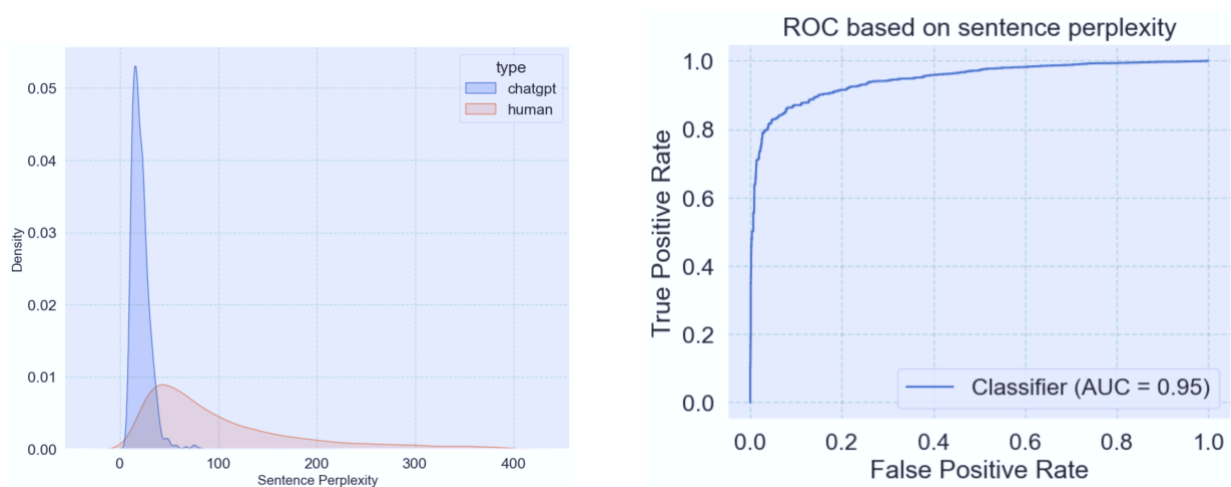 type
chatgpt
human
0.05
0.04
0.03
0.02
0.01
0.00
Density
0 100 200 300 400
Sentence Perplexity
ROC based on sentence perplexity
1.0
0.8
0.6
0.4
0.2
0.0
True Positive Rate
Classifier (AUC = 0.95)
0.0 0.2 0.4 0.6 0.8 1.0
False Positive Rate